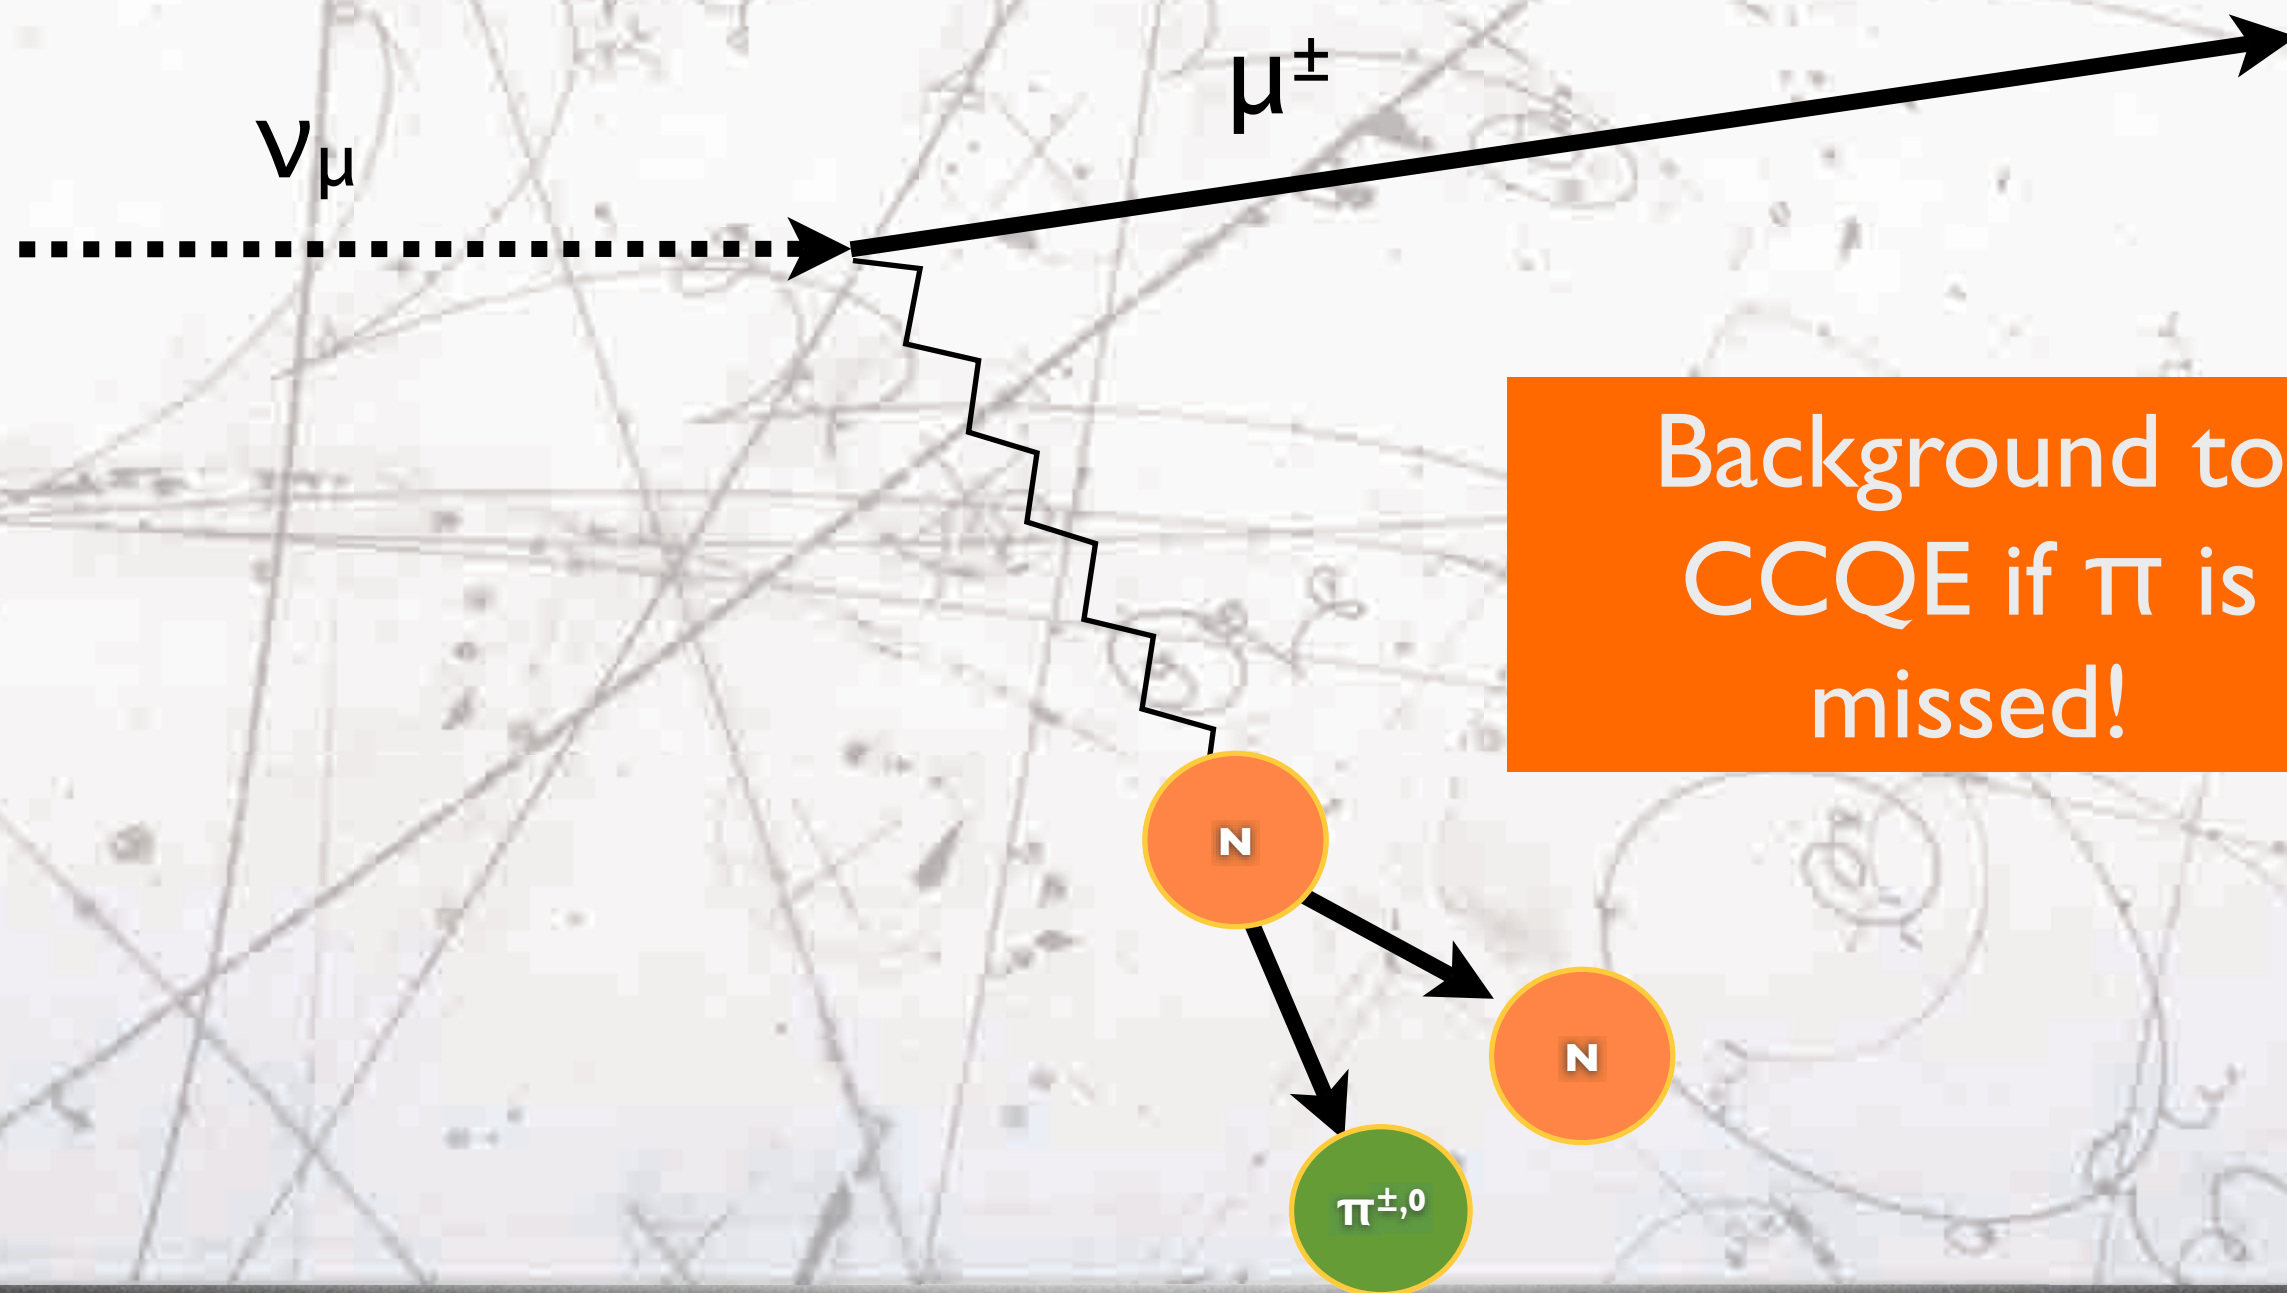 μ±
νμ
Background to
CCQE if π is
missed!
N
N
π±,0